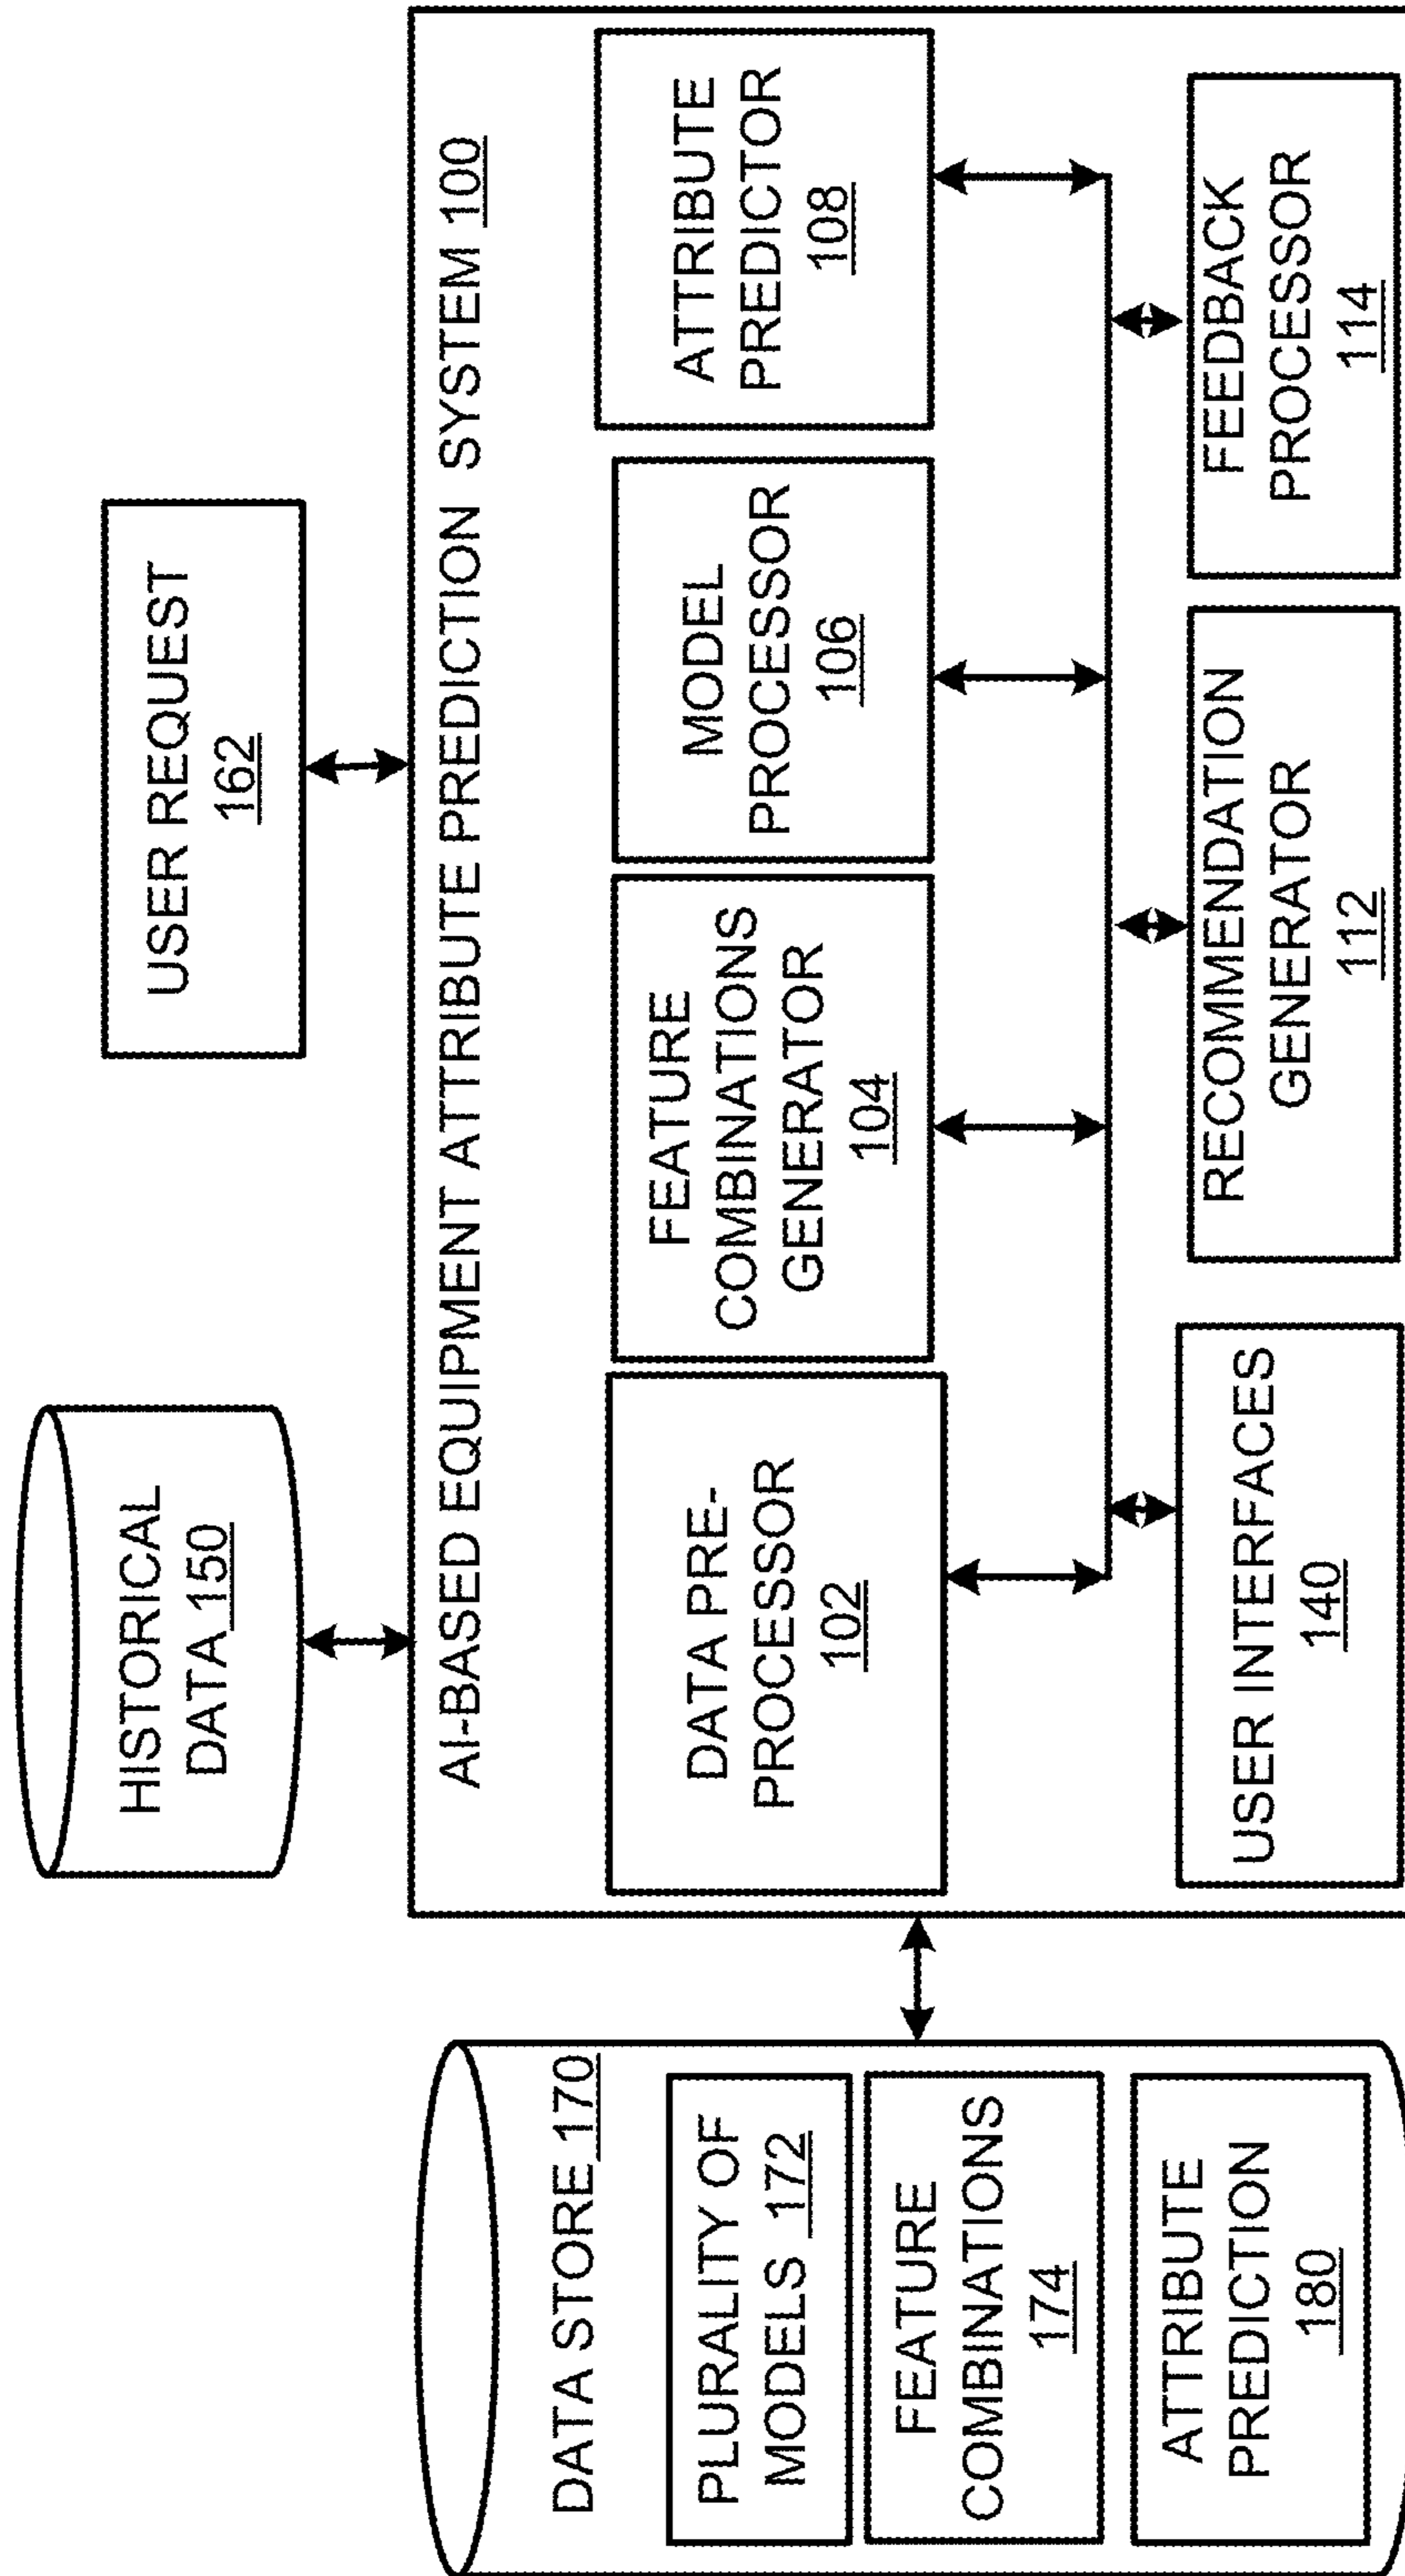 HISTORICAL
DATA 150
USER REQUEST
162
DATA STORE 170
PLURALITY OF
MODELS 172
FEATURE
COMBINATIONS
174
ATTRIBUTE
PREDICTION
180
AI-BASED EQUIPMENT ATTRIBUTE PREDICTION SYSTEM 100
DATA PRE-
PROCESSOR
102
FEATURE
COMBINATIONS
GENERATOR
104
MODEL
PROCESSOR
106
ATTRIBUTE
PREDICTOR
108
USER INTERFACES
140
RECOMMENDATION
GENERATOR
112
FEEDBACK
PROCESSOR
114